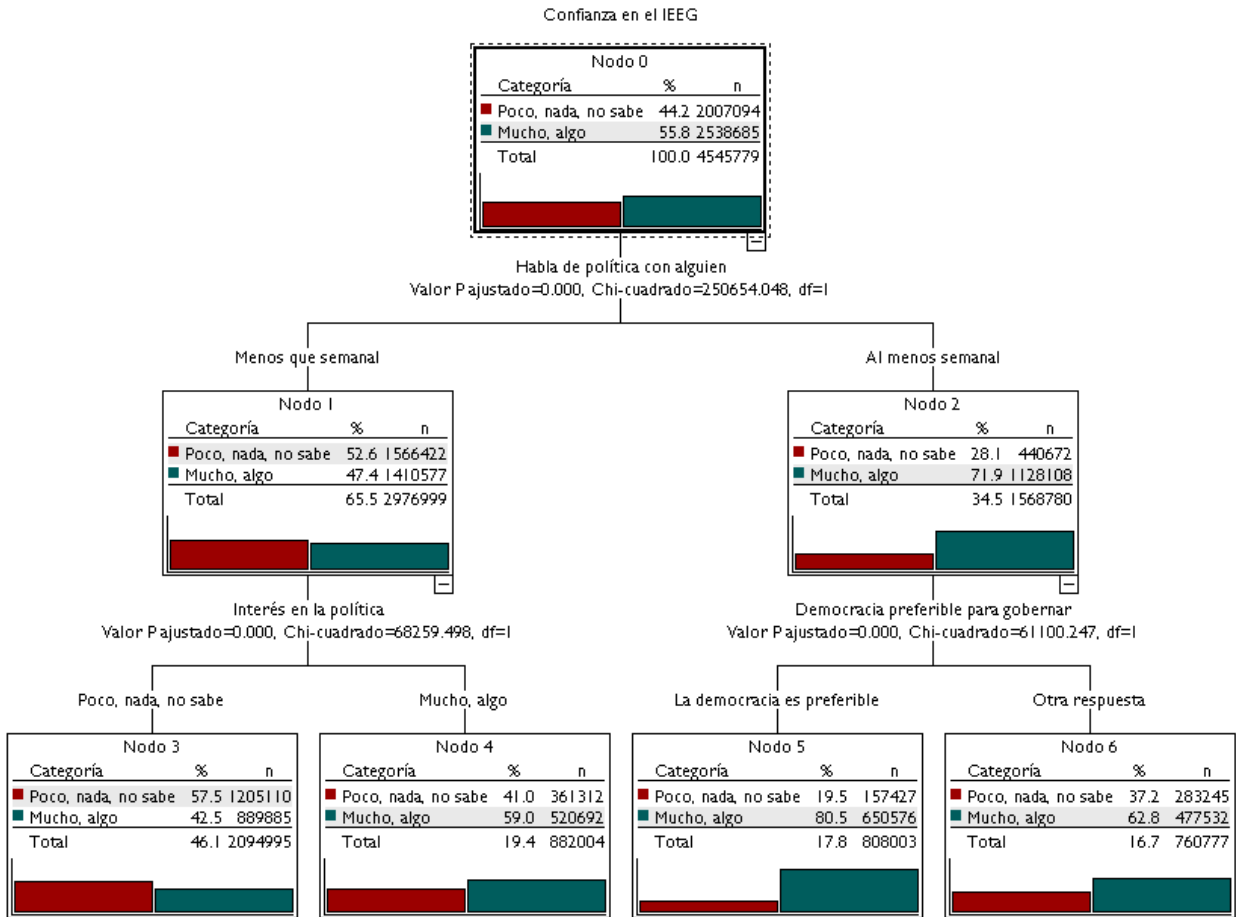 Confianza en el IEEG
Nodo 0
Categoría % n
Poco, nada, no sabe 44.2 2007094
Mucho, algo 55.8 2538685
Total 100.0 4545779
Habla de política con alguien
Valor P ajustado=0.000, Chi-cuadrado=250654.048, df=1
Menos que semanal
Al menos semanal
Nodo 1
Categoría % n
Poco, nada, no sabe 52.6 1566422
Mucho, algo 47.4 1410577
Total 65.5 2976999
Nodo 2
Categoría % n
Poco, nada, no sabe 28.1 440672
Mucho, algo 71.9 1128108
Total 34.5 1568780
Interés en la política
Valor P ajustado=0.000, Chi-cuadrado=68259.498, df=1
Democracia preferible para gobernar
Valor P ajustado=0.000, Chi-cuadrado=61100.247, df=1
Poco, nada, no sabe
Mucho, algo
La democracia es preferible
Otra respuesta
Nodo 3
Categoría % n
Poco, nada, no sabe 57.5 1205110
Mucho, algo 42.5 889885
Total 46.1 2094995
Nodo 4
Categoría % n
Poco, nada, no sabe 41.0 361312
Mucho, algo 59.0 520692
Total 19.4 882004
Nodo 5
Categoría % n
Poco, nada, no sabe 19.5 157427
Mucho, algo 80.5 650576
Total 17.8 808003
Nodo 6
Categoría % n
Poco, nada, no sabe 37.2 283245
Mucho, algo 62.8 477532
Total 16.7 760777